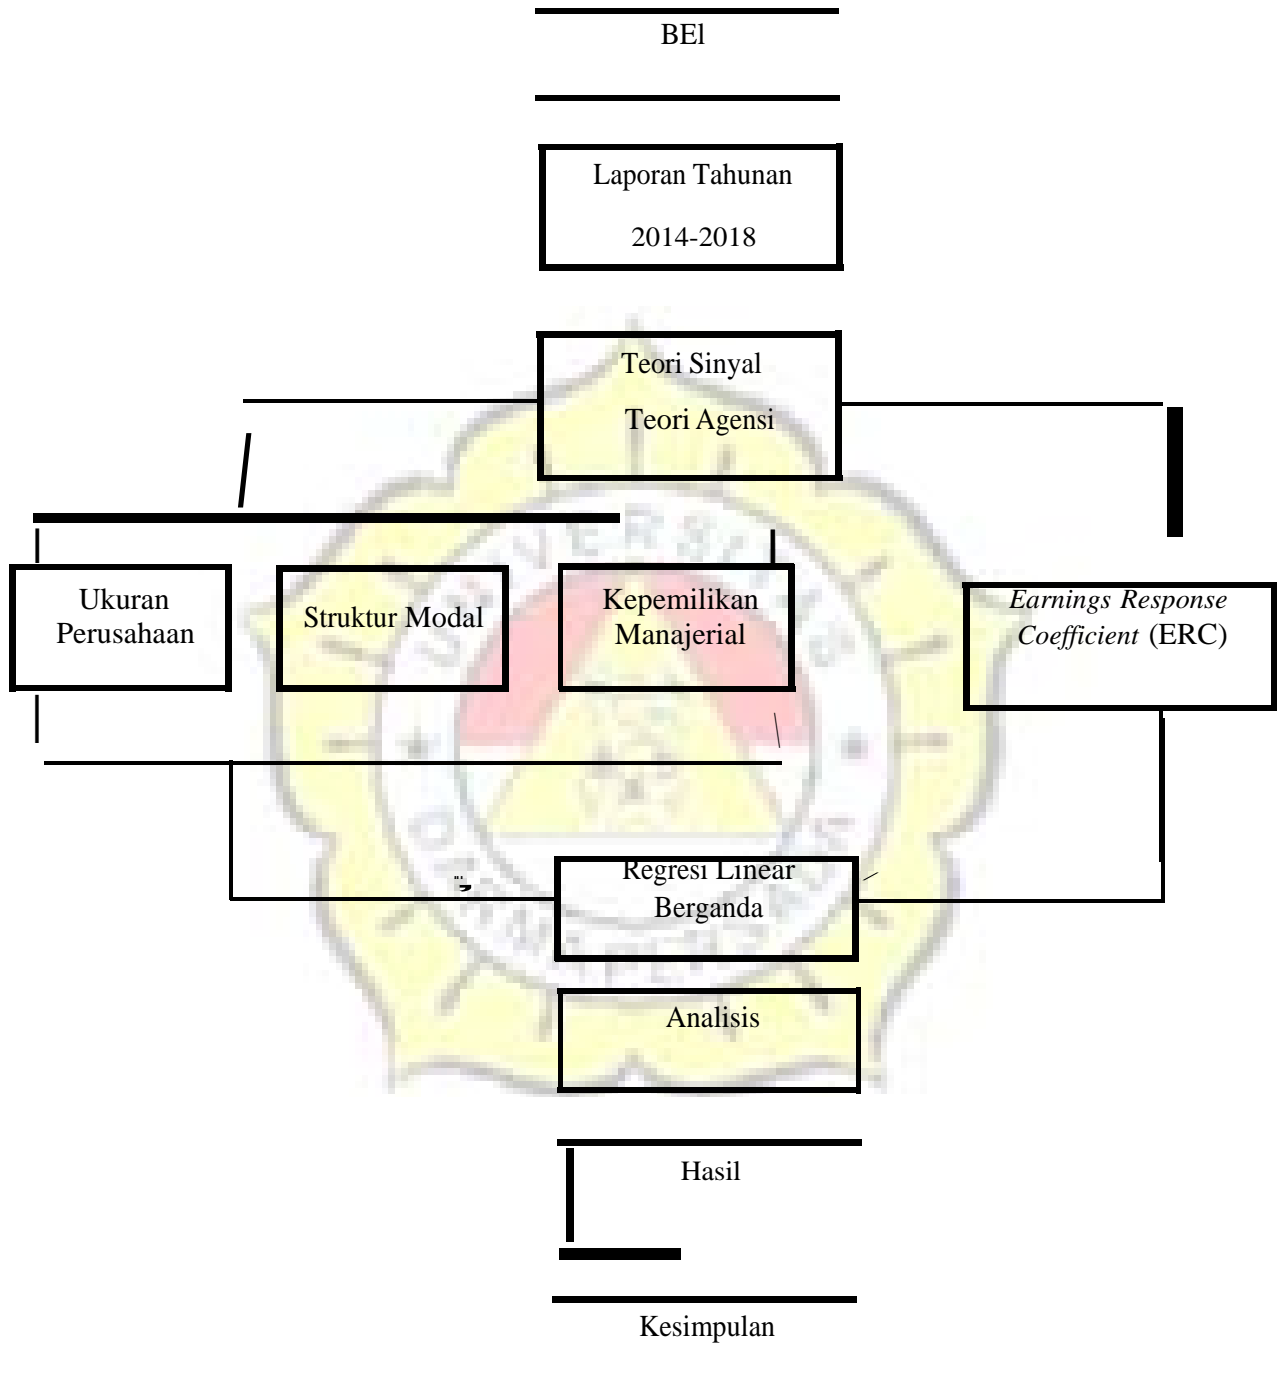 BEl
Laporan Tahunan
2014-2018
Teori Sinyal
Teori Agensi
Ukuran
Perusahaan
Struktur Modal
Kepemilikan
Manajerial
Earnings Response
Coefficient (ERC)
Regresi Linear
Berganda
Analisis
Hasil
Kesimpulan